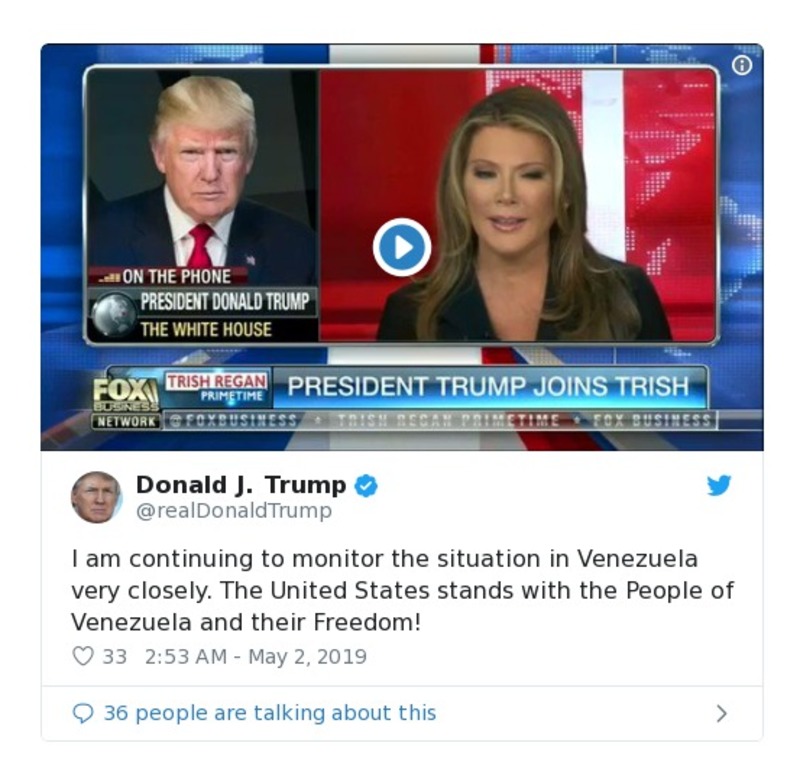 ON THE PHONE
PRESIDENT DONALD TRUMP
THE WHITE HOUSE
FOX
BUSINESS
NETWORK
TRISH REGAN
PRIMETIME
PRESIDENT TRUMP JOINS TRISH
@FOXBUSINESS * TRISH REGAN PRIMETIME * FOX BUSINESS
Donald J. Trump
@realDonaldTrump
I am continuing to monitor the situation in Venezuela
very closely. The United States stands with the People of
Venezuela and their Freedom!
33 2:53 AM - May 2, 2019
36 people are talking about this